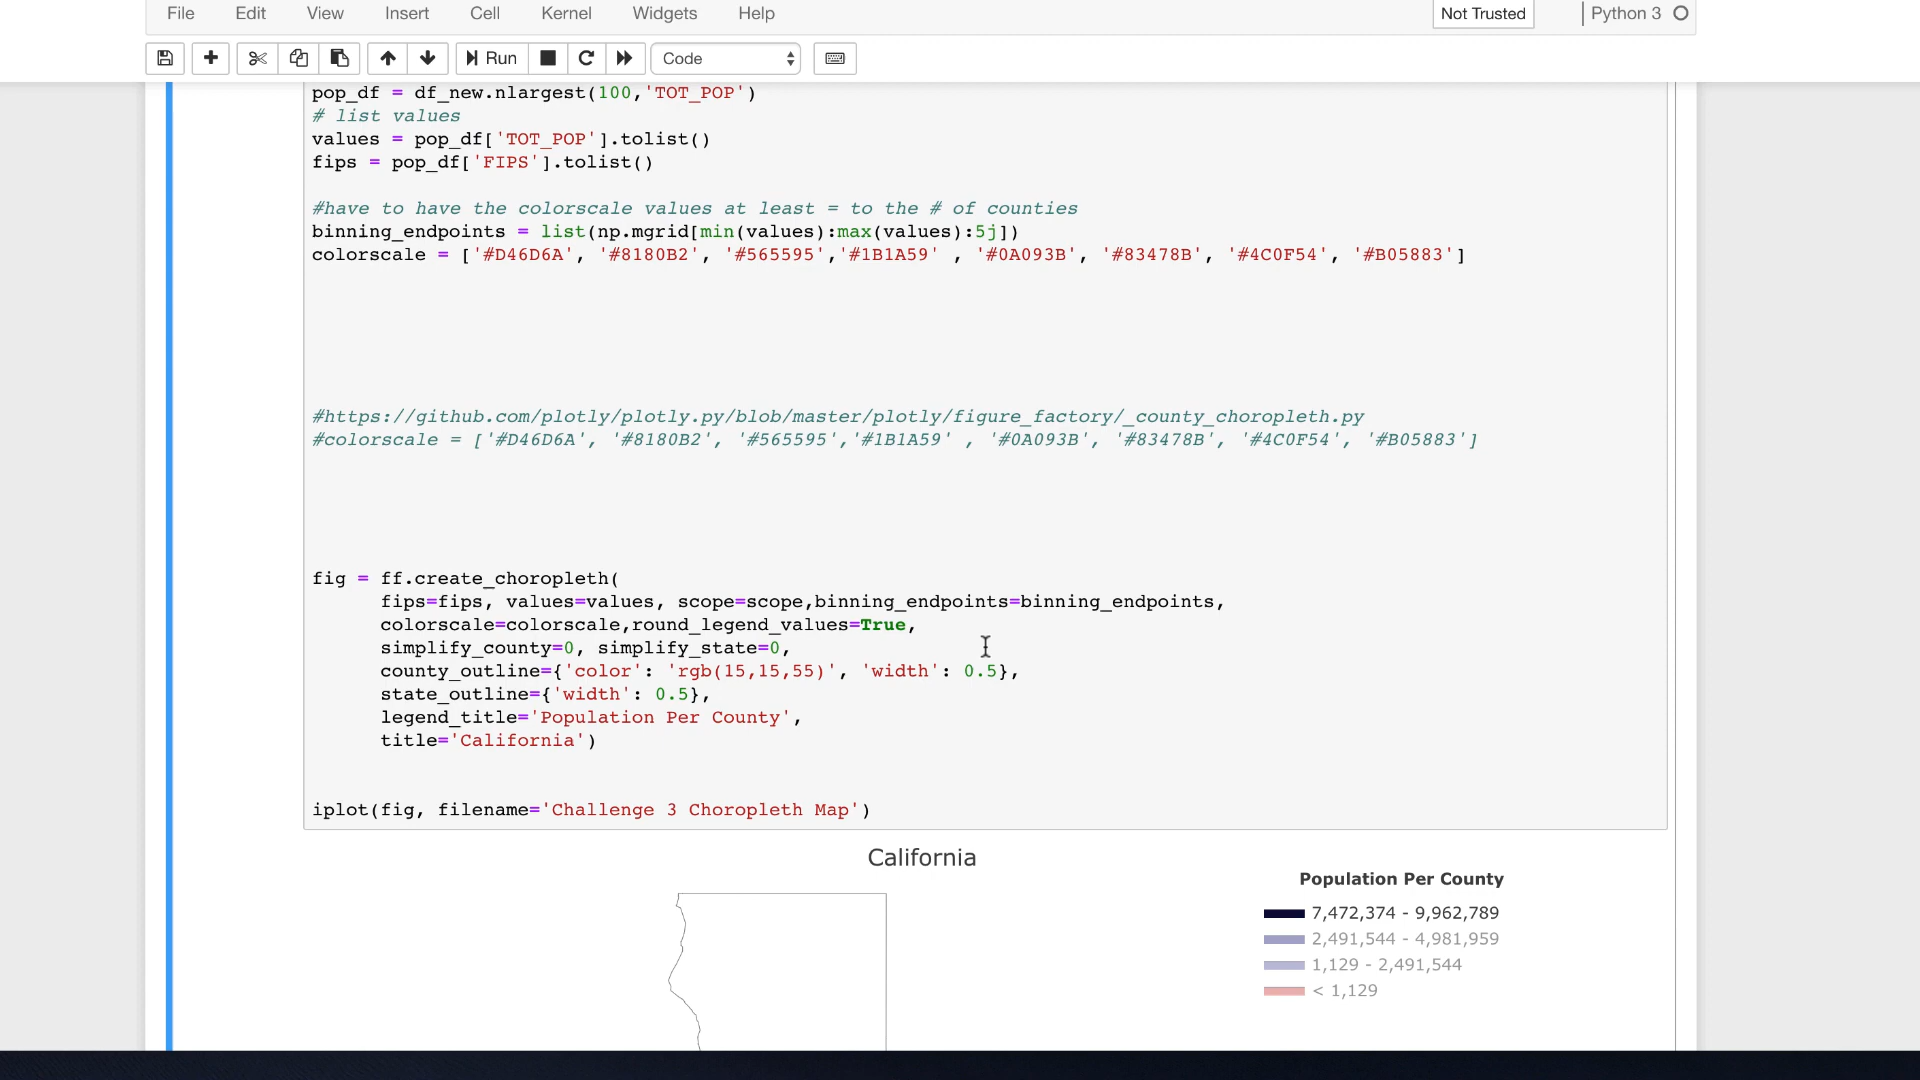 File Edit View Insert Cell Kernel Widgets Help Not Trusted Python 3
Run Code
pop_df = df_new.nlargest(100,'TOT_POP')
# list values
values = pop_df['TOT_POP'].tolist()
fips = pop_df['FIPS'].tolist()
#have to have the colorscale values at least = to the # of counties
binning_endpoints = list(np.mgrid[min(values):max(values):5j])
colorscale = ['#D46D6A', '#8180B2', '#565595','#1B1A59' , '#0A093B', '#83478B', '#4C0F54', '#B05883']
#https://github.com/plotly/plotly.py/blob/master/plotly/figure_factory/_county_choropleth.py
#colorscale = ['#D46D6A', '#8180B2', '#565595','#1B1A59' , '#0A093B', '#83478B', '#4C0F54', '#B05883']
fig = ff.create_choropleth(
fips=fips, values=values, scope=scope,binning_endpoints=binning_endpoints,
colorscale=colorscale,round_legend_values=True,
simplify_county=0, simplify_state=0,
county_outline={'color': 'rgb(15,15,55)', 'width': 0.5},
state_outline={'width': 0.5},
legend_title='Population Per County',
title='California')
iplot(fig, filename='Challenge 3 Choropleth Map')
California
Population Per County
7,472,374 - 9,962,789
2,491,544 - 4,981,959
1,129 - 2,491,544
< 1,129